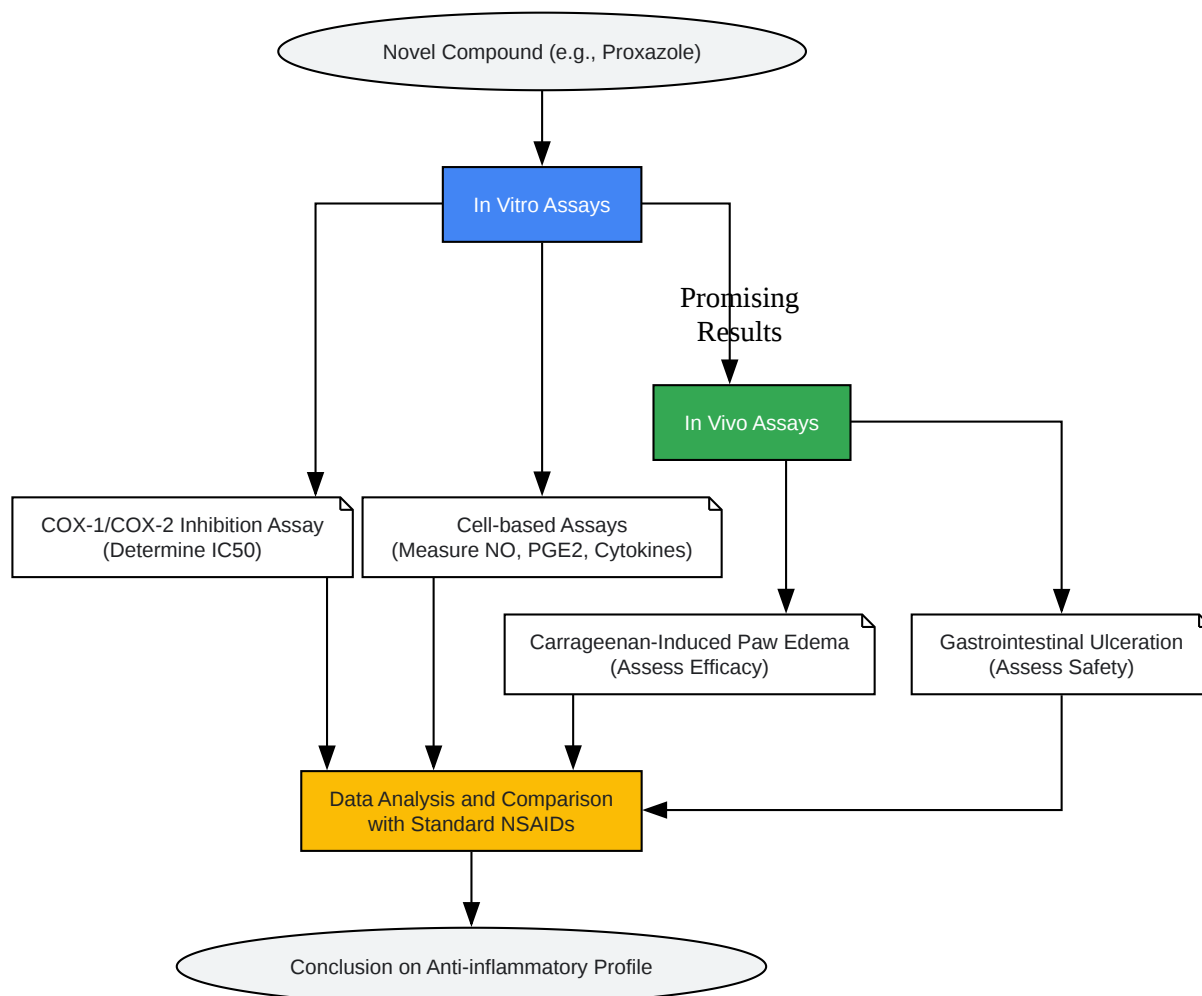 Novel Compound (e.g., Proxazole)
In Vitro Assays
Promising
Results
In Vivo Assays
COX-1/COX-2 Inhibition Assay
(Determine IC50)
Cell-based Assays
(Measure NO, PGE2, Cytokines)
Carrageenan-Induced Paw Edema
(Assess Efficacy)
Gastrointestinal Ulceration
(Assess Safety)
Data Analysis and Comparison
with Standard NSAIDs
Conclusion on Anti-inflammatory Profile